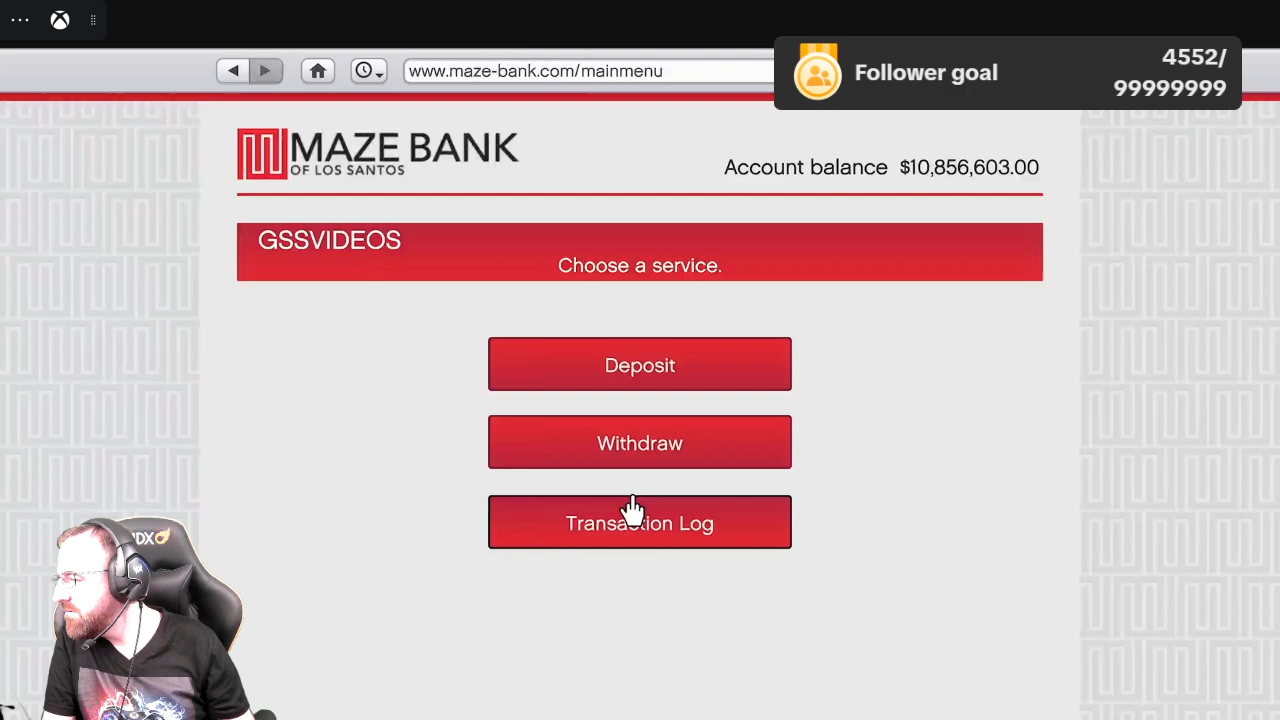 www.maze-bank.com/mainmenu
Follower goal
4552/
99999999
MAZE BANK
OF LOS SANTOS
Account balance $10,856,603.00
GSSVIDEOS
Choose a service.
Deposit
Withdraw
Transaction Log